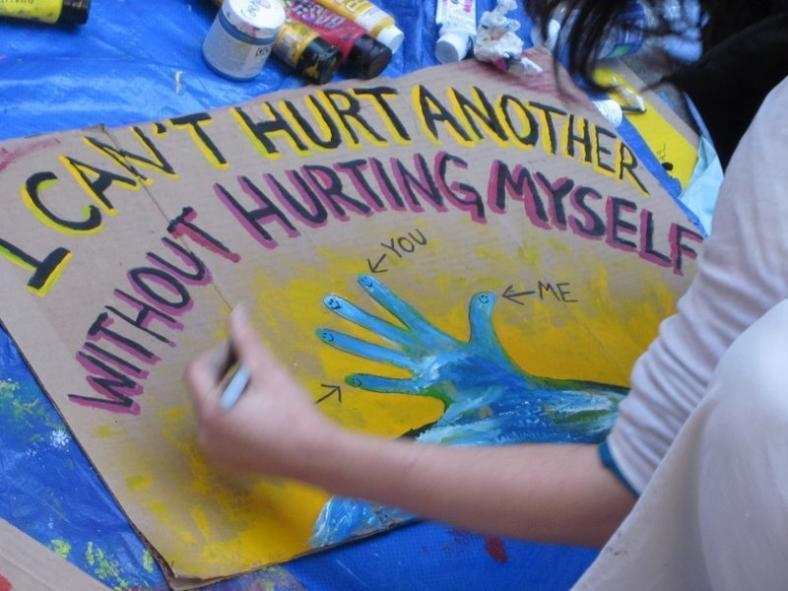 I CAN'T HURT ANOTHER
WITHOUT HURTING MYSELF
YOU
ME